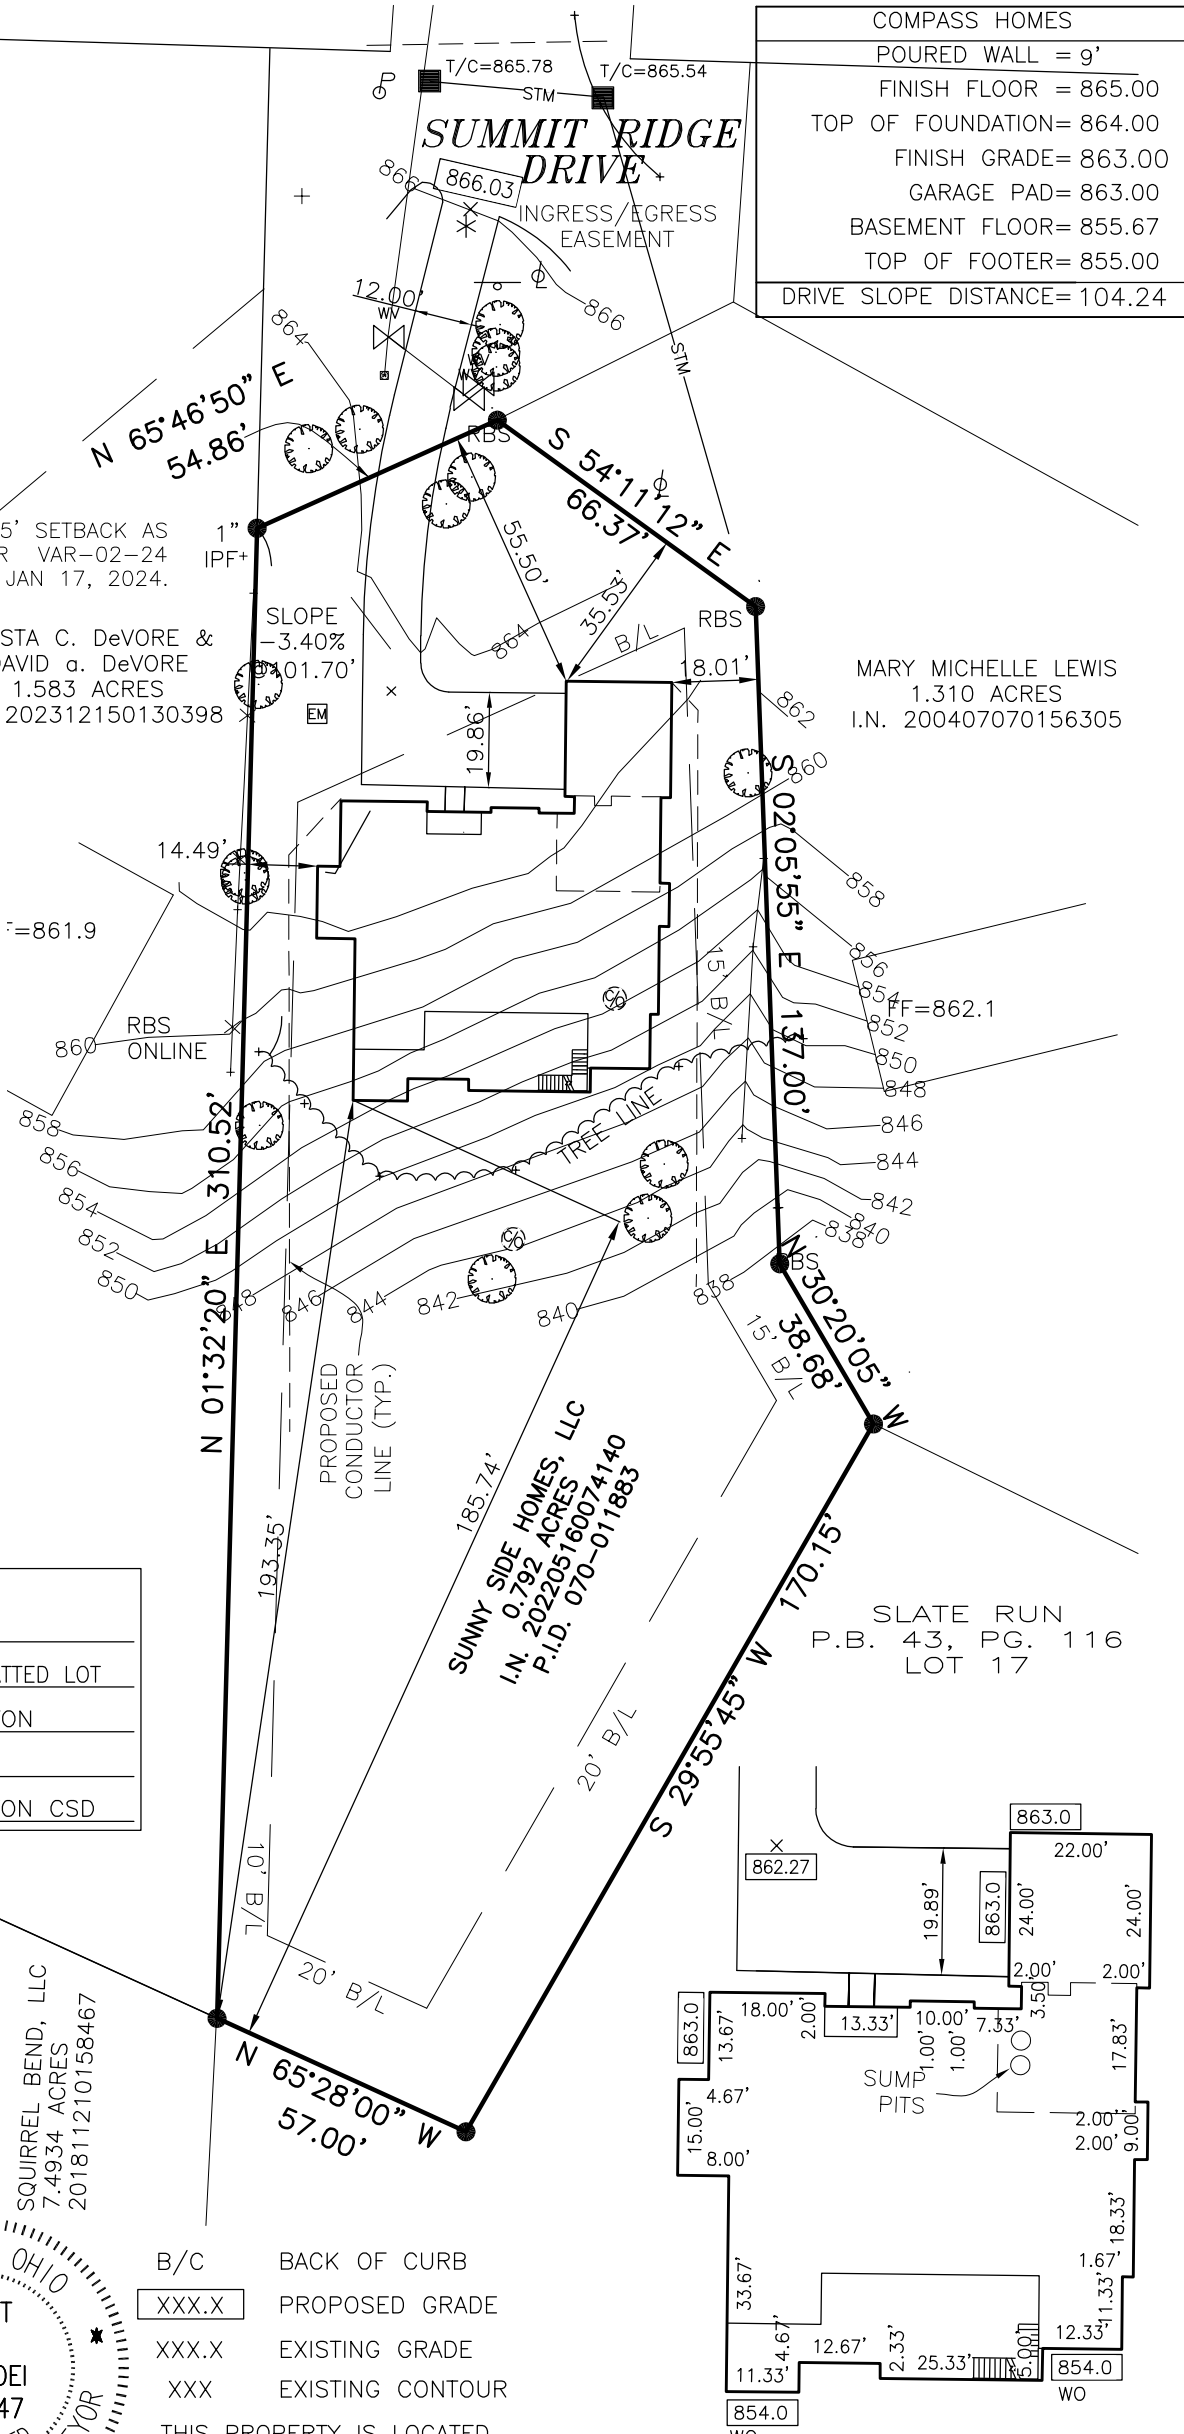 COMPASS HOMES
POURED WALL = 9'
FINISH FLOOR = 865.00
TOP OF FOUNDATION= 864.00
FINISH GRADE= 863.00
GARAGE PAD= 863.00
BASEMENT FLOOR= 855.67
TOP OF FOOTER= 855.00
DRIVE SLOPE DISTANCE= 104.24
T/C=865.78
T/C=865.54
STM
SUMMIT RIDGE
DRIVE
866
866.03
INGRESS/EGRESS
EASEMENT
12.00'
WV
866
864
STM
N 65°46'50" E
54.86'
RBS
S 54°11'12" E
66.37'
5' SETBACK AS
R VAR-02-24
JAN 17, 2024.
1"
IPF
55.50'
35.53'
RBS
SLOPE
-3.40%
@101.70'
864
B/L
18.01'
STA C. DeVORE &
DAVID a. DeVORE
1.583 ACRES
202312150130398
EM
MARY MICHELLE LEWIS
1.310 ACRES
I.N. 200407070156305
19.86'
862
860
14.49'
S 02°05'55" E 137.00'
858
F=861.9
856
854
FF=862.1
15' B/L
852
RBS
ONLINE
860
850
848
858
846
TREE LINE
856
844
854
842
852
840
838
850
848
846
844
842
840
838
RBS
N 01°32'20" E 310.52'
N 30°20'05" W
38.68'
15' B/L
PROPOSED
CONDUCTOR
LINE (TYP.)
185.74'
193.35'
SUNNY SIDE HOMES, LLC
0.792 ACRES
I.N. 202205160074140
P.I.D. 070-011883
S 29°55'45" W 170.15'
SLATE RUN
P.B. 43, PG. 116
LOT 17
20' B/L
TTED LOT
ON
ON CSD
10' B/L
20' B/L
N 65°28'00" W
57.00'
SQUIRREL BEND, LLC
7.4934 ACRES
201811210158467
863.0
22.00'
862.27
19.89'
863.0
24.00'
24.00'
2.00'
2.00'
3.50'
863.0
18.00'
2.00'
13.33'
10.00'
7.33'
13.67'
1.00'
1.00'
17.83'
SUMP
PITS
4.67'
15.00'
8.00'
2.00'
2.00'
9.00'
18.33'
1.67'
11.33'
33.67'
4.67'
12.67'
2.33'
25.33'
5.00'
12.33'
11.33'
854.0
WO
854.0
WO
OHIO
T
DEI
47
YOR
B/C BACK OF CURB
XXX.X PROPOSED GRADE
XXX.X EXISTING GRADE
XXX EXISTING CONTOUR
THIS PROPERTY IS LOCATED